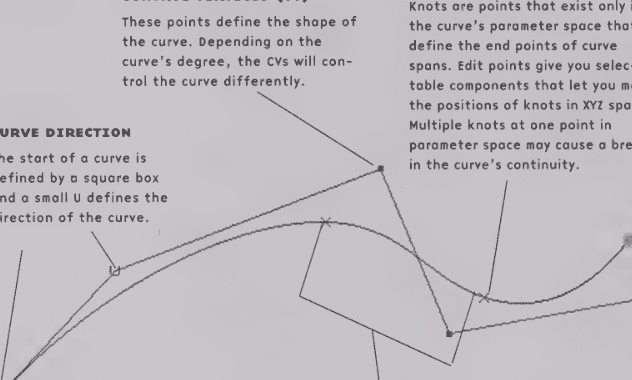 These points define the shape of
the curve. Depending on the
curve's degree, the CVs will con-
trol the curve differently.
URVE DIRECTION
he start of a curve is
efined by a square box
nd a small U defines the
irection of the curve.
Knots are points that exist only i
the curve's parameter space that
define the end points of curve
spans. Edit points give you selec-
table components that let you m
the positions of knots in XYZ spa
Multiple knots at one point in
parameter space may cause a bre
in the curve's continuity.
U